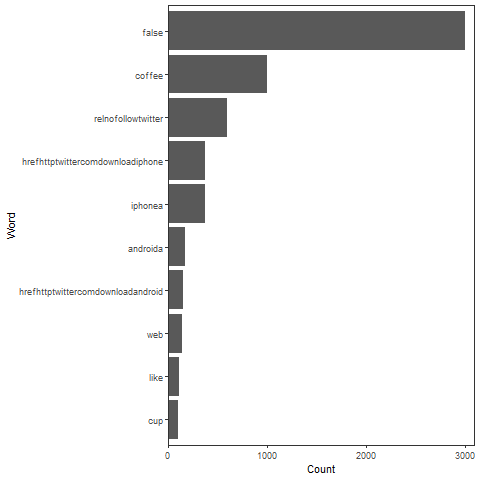 false
coffee
relnofollowtwitter
hrefhttptwittercomdownloadiphone
iphonea
androida
hrefhttptwittercomdownloadandroid
web
like
cup
Word
0 1000 2000 3000
Count